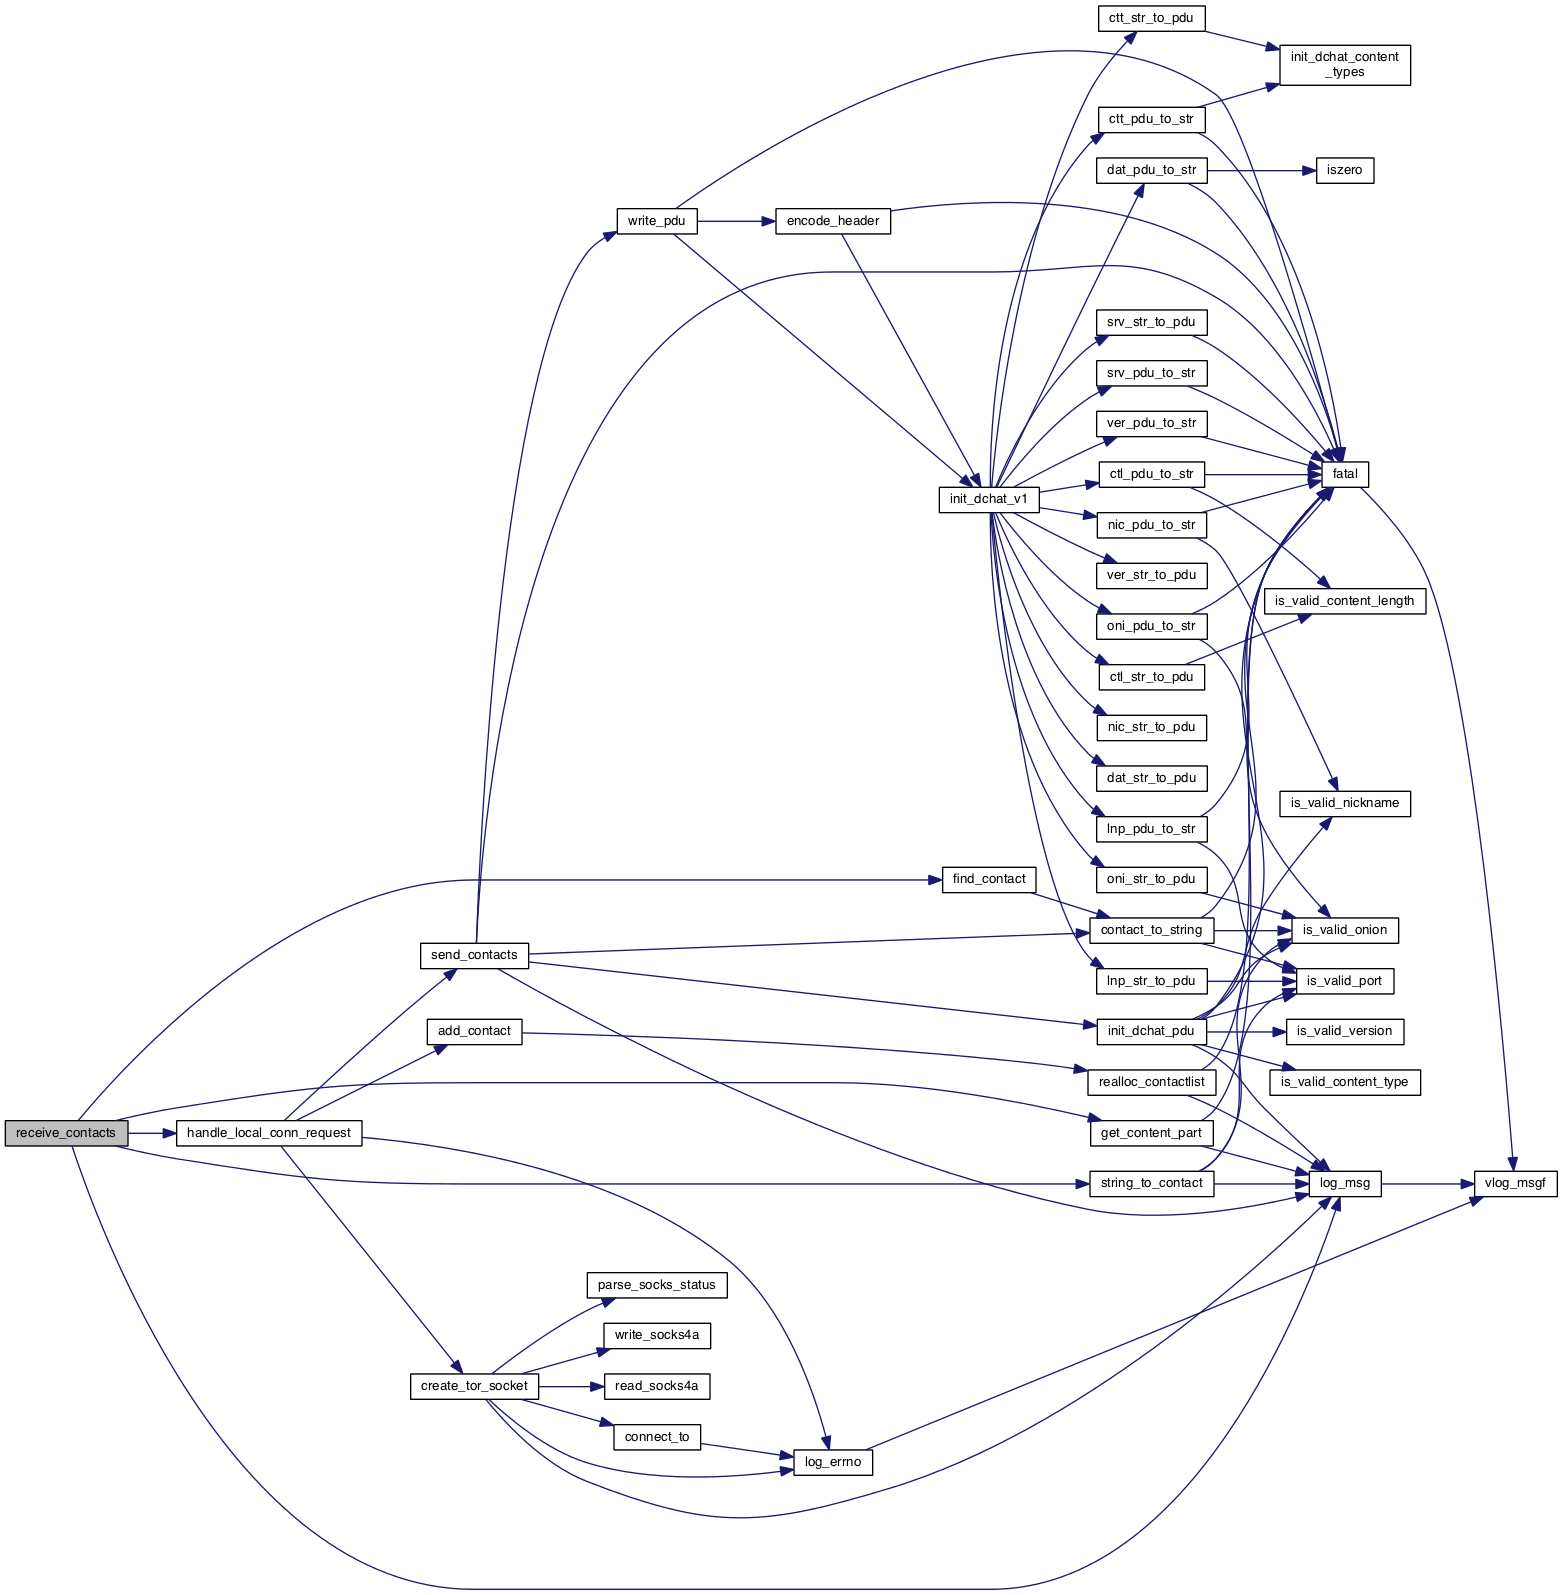 ctt_str_to_pdu
init_dchat_content
_types
ctt_pdu_to_str
dat_pdu_to_str
iszero
write_pdu
encode_header
srv_str_to_pdu
srv_pdu_to_str
ver_pdu_to_str
ctl_pdu_to_str
fatal
init_dchat_v1
nic_pdu_to_str
ver_str_to_pdu
is_valid_content_length
oni_pdu_to_str
ctl_str_to_pdu
nic_str_to_pdu
dat_str_to_pdu
is_valid_nickname
lnp_pdu_to_str
find_contact
oni_str_to_pdu
contact_to_string
is_valid_onion
send_contacts
lnp_str_to_pdu
is_valid_port
add_contact
init_dchat_pdu
is_valid_version
realloc_contactlist
is_valid_content_type
receive_contacts
handle_local_conn_request
get_content_part
string_to_contact
log_msg
vlog_msgf
parse_socks_status
write_socks4a
create_tor_socket
read_socks4a
connect_to
log_errno